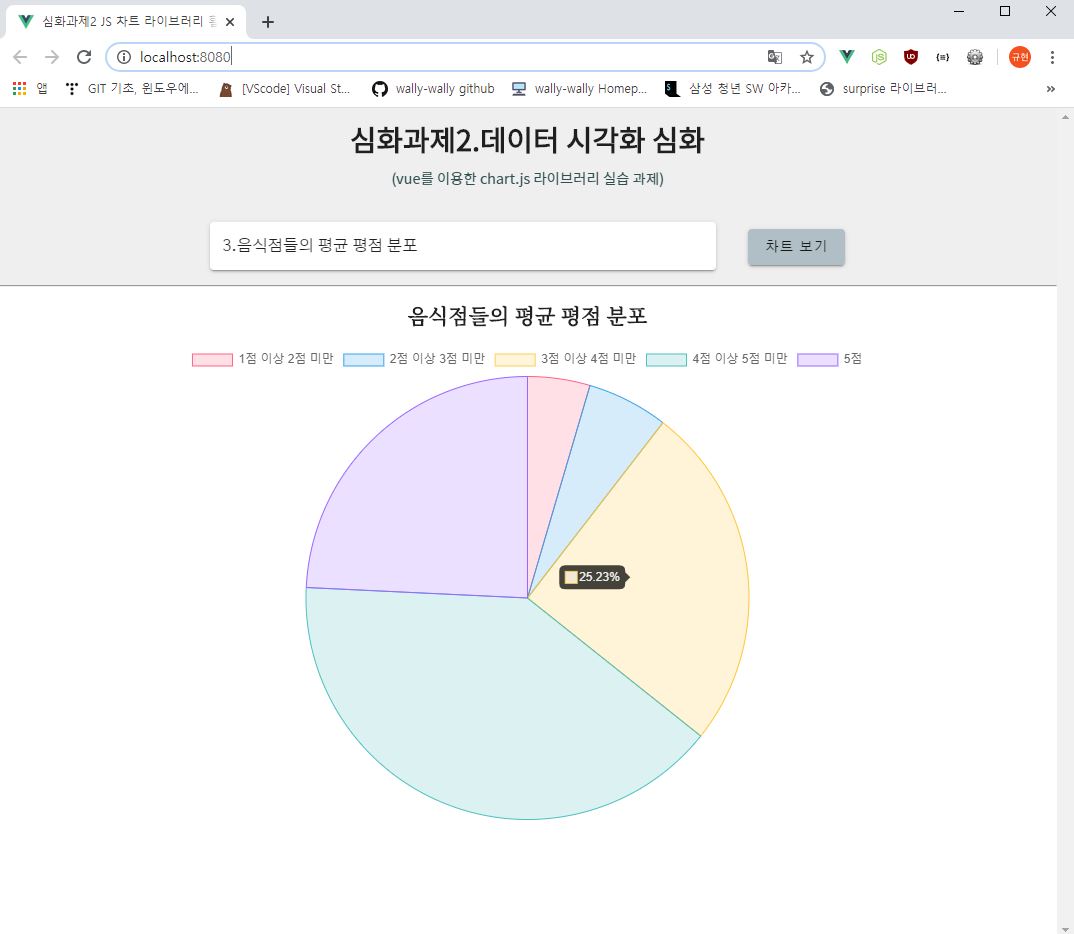 심화과제2 JS 차트 라이브러리
localhost:8080
규현
앱
GIT 기초, 윈도우에...
[VScode] Visual St...
wally-wally github
wally-wally Homep...
삼성 청년 SW 아카...
surprise 라이브러...
심화과제2.데이터 시각화 심화
(vue를 이용한 chart.js 라이브러리 실습 과제)
3.음식점들의 평균 평점 분포
차트 보기
음식점들의 평균 평점 분포
1점 이상 2점 미만
2점 이상 3점 미만
3점 이상 4점 미만
4점 이상 5점 미만
5점
25.23%